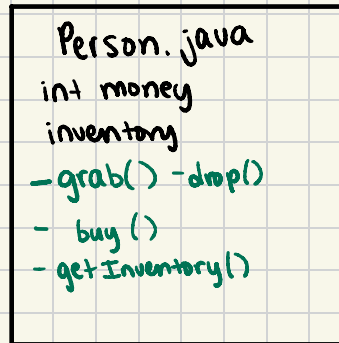 Person.java
int money
inventory
- grab() - drop()
- buy()
- getInventory()